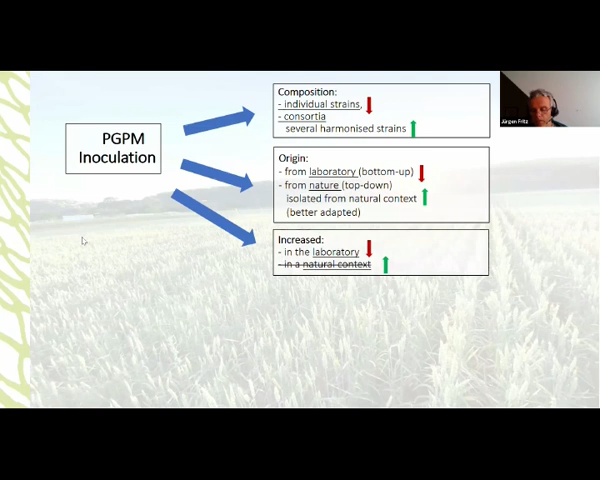 PGPM
Inoculation
Composition:
- individual strains,
- consortia
several harmonised strains
Origin:
- from laboratory (bottom-up)
- from nature (top-down)
isolated from natural context
(better adapted)
Increased:
- in the laboratory
- in a natural context
Jürgen Fritz